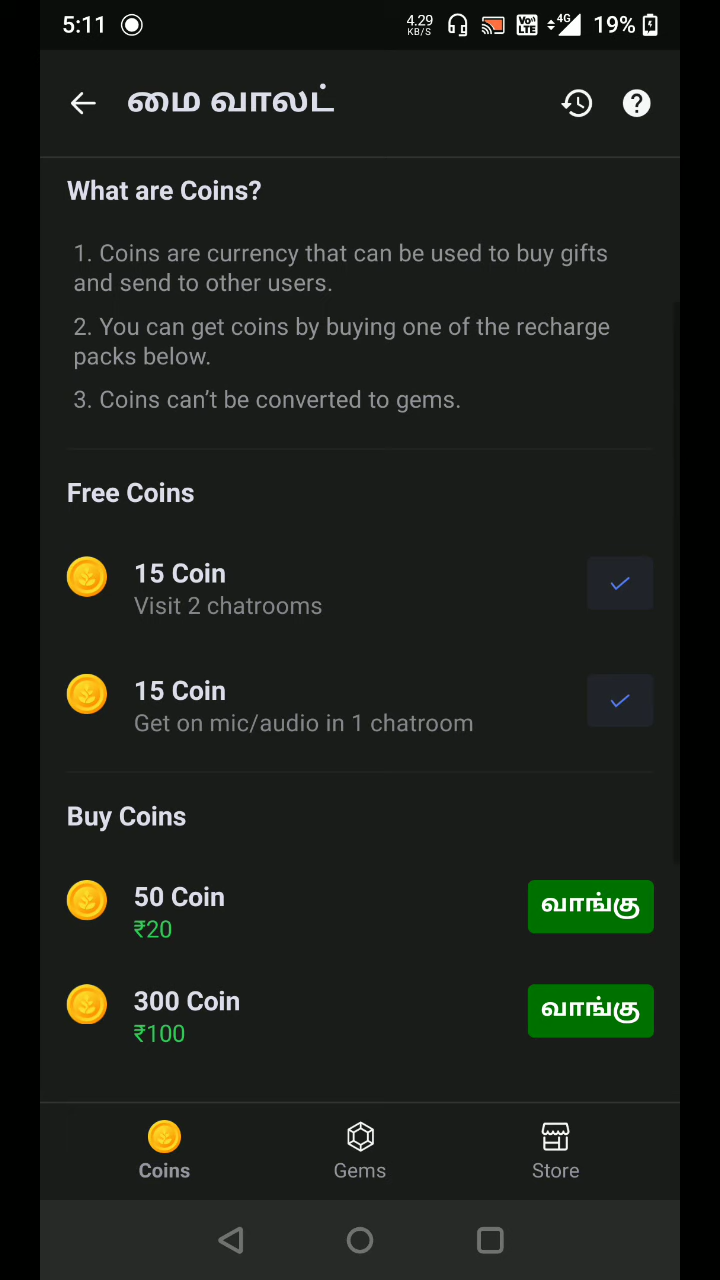 5:11
4.29
KB/S
VoD
LTE
4G
19%
மை வாலட்
What are Coins?
1. Coins are currency that can be used to buy gifts
and send to other users.
2. You can get coins by buying one of the recharge
packs below.
3. Coins can’t be converted to gems.
Free Coins
15 Coin
Visit 2 chatrooms
15 Coin
Get on mic/audio in 1 chatroom
Buy Coins
50 Coin
₹20
வாங்கு
300 Coin
₹100
வாங்கு
Coins
Gems
Store